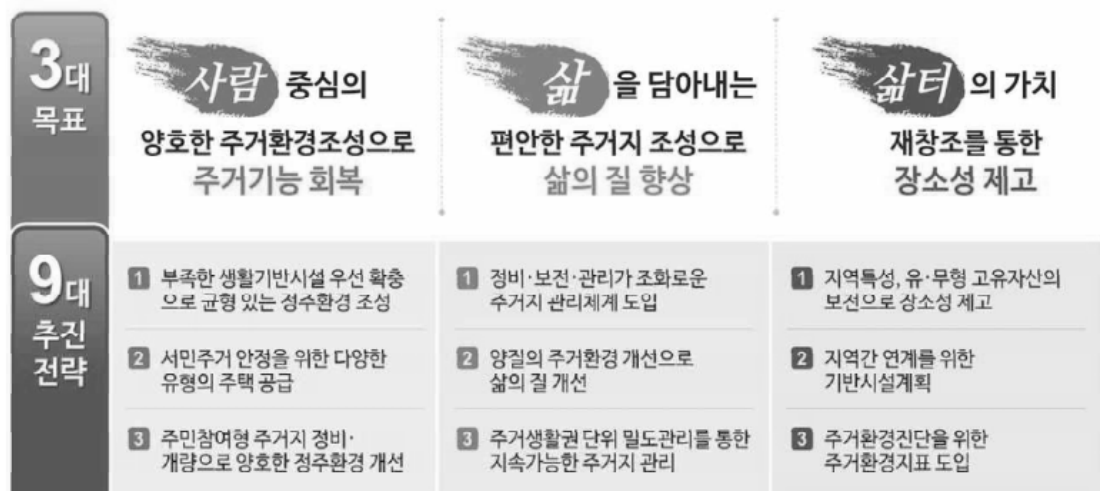 3대
목표
사람 중심의
양호한 주거환경조성으로
주거기능 회복
삶을 담아내는
편안한 주거지 조성으로
삶의 질 향상
삶터의 가치
재창조를 통한
장소성 제고
9대
추진
전략
1 부족한 생활기반시설 우선 확충
으로 균형 있는 정주환경 조성
2 서민주거 안정을 위한 다양한
유형의 주택 공급
3 주민참여형 주거지 정비·
개량으로 양호한 정주환경 개선
1 정비·보전·관리가 조화로운
주거지 관리체계 도입
2 양질의 주거환경 개선으로
삶의 질 개선
3 주거생활권 단위 밀도관리를 통한
지속가능한 주거지 관리
1 지역특성, 유·무형 고유자산의
보전으로 장소성 제고
2 지역간 연계를 위한
기반시설계획
3 주거환경진단을 위한
주거환경지표 도입